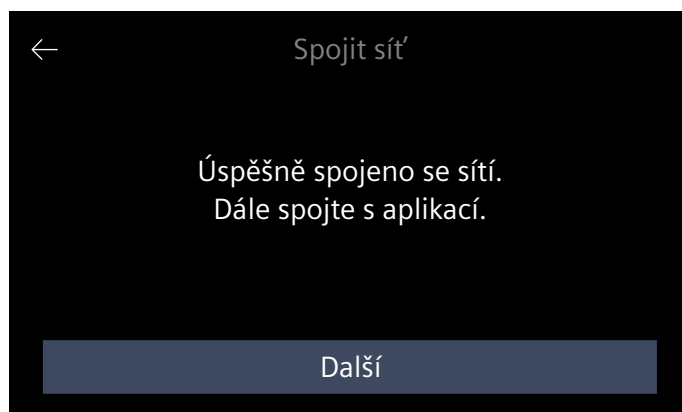 Spojit síť
Úspěšně spojeno se sítí.
Dále spojte s aplikací.
Další